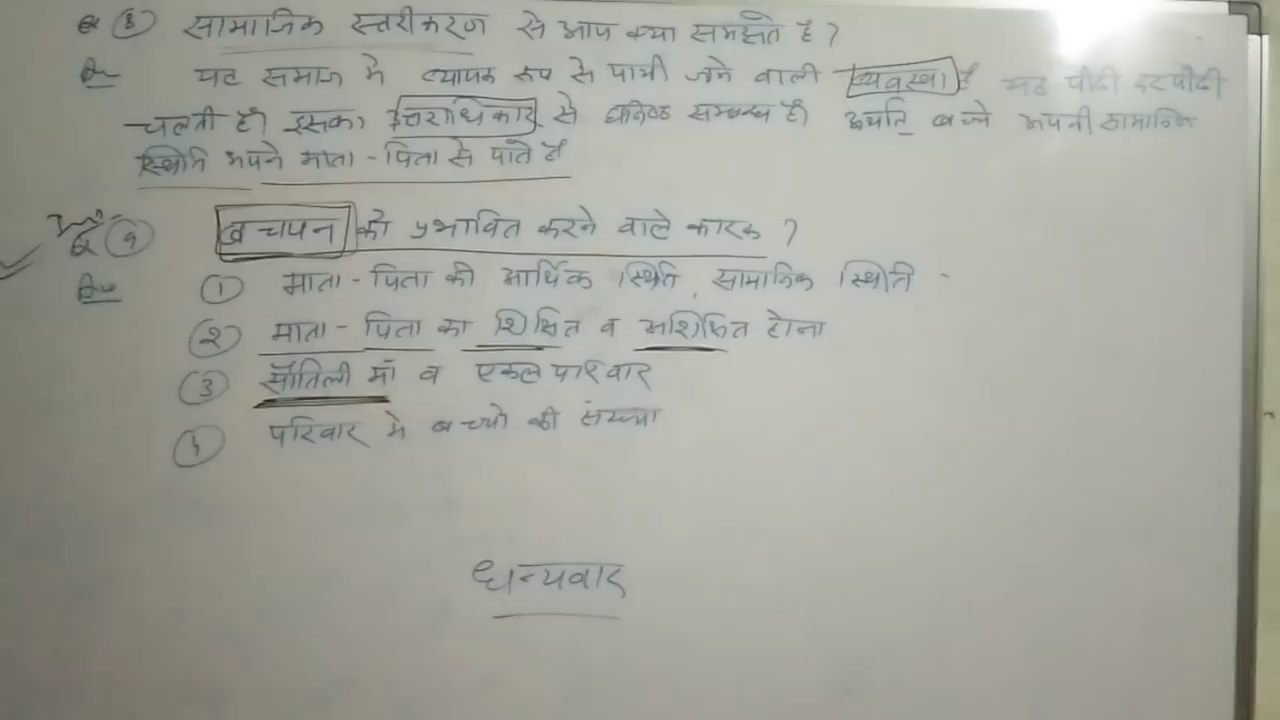 Q (8) सामाजिक स्तरीकरण से आप क्या समझते है ?
यह समाज मे व्यापक रूप से पायी जाने वाली व्यवस्था है यह पीढी दर पीढी
चलती है। इसका उत्तराधिकार से घनिष्ठ सम्बन्ध है। अर्थात् बच्चे अपनी सामाजिक
स्थिति अपने माता - पिता से पाते है
(9) बचपन को प्रभावित करने वाले कारक ?
(1) माता - पिता की आर्थिक स्थिति, सामाजिक स्थिति
(2) माता - पिता का शिक्षित व अशिक्षित होना
(3) सौतिली माँ व एकल परिवार
(4) परिवार मे बच्चो की संख्या
धन्यवाद